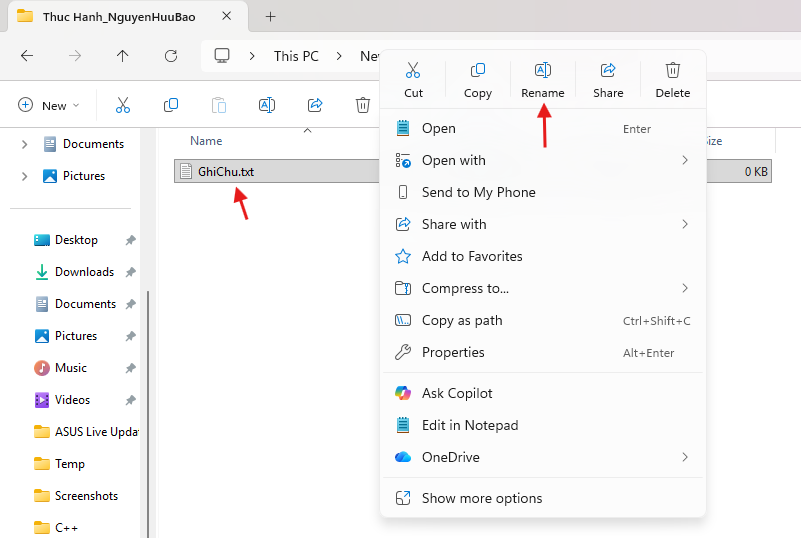 Thuc Hanh_NguyenHuuBao
This PC
New
Cut
Copy
Rename
Share
Delete
Documents
Pictures
Name
GhiChu.txt
0 KB
Open
Enter
Open with
Send to My Phone
Share with
Add to Favorites
Compress to...
Copy as path
Ctrl+Shift+C
Properties
Alt+Enter
Ask Copilot
Edit in Notepad
OneDrive
Show more options
Desktop
Downloads
Documents
Pictures
Music
Videos
ASUS Live Updat
Temp
Screenshots
C++